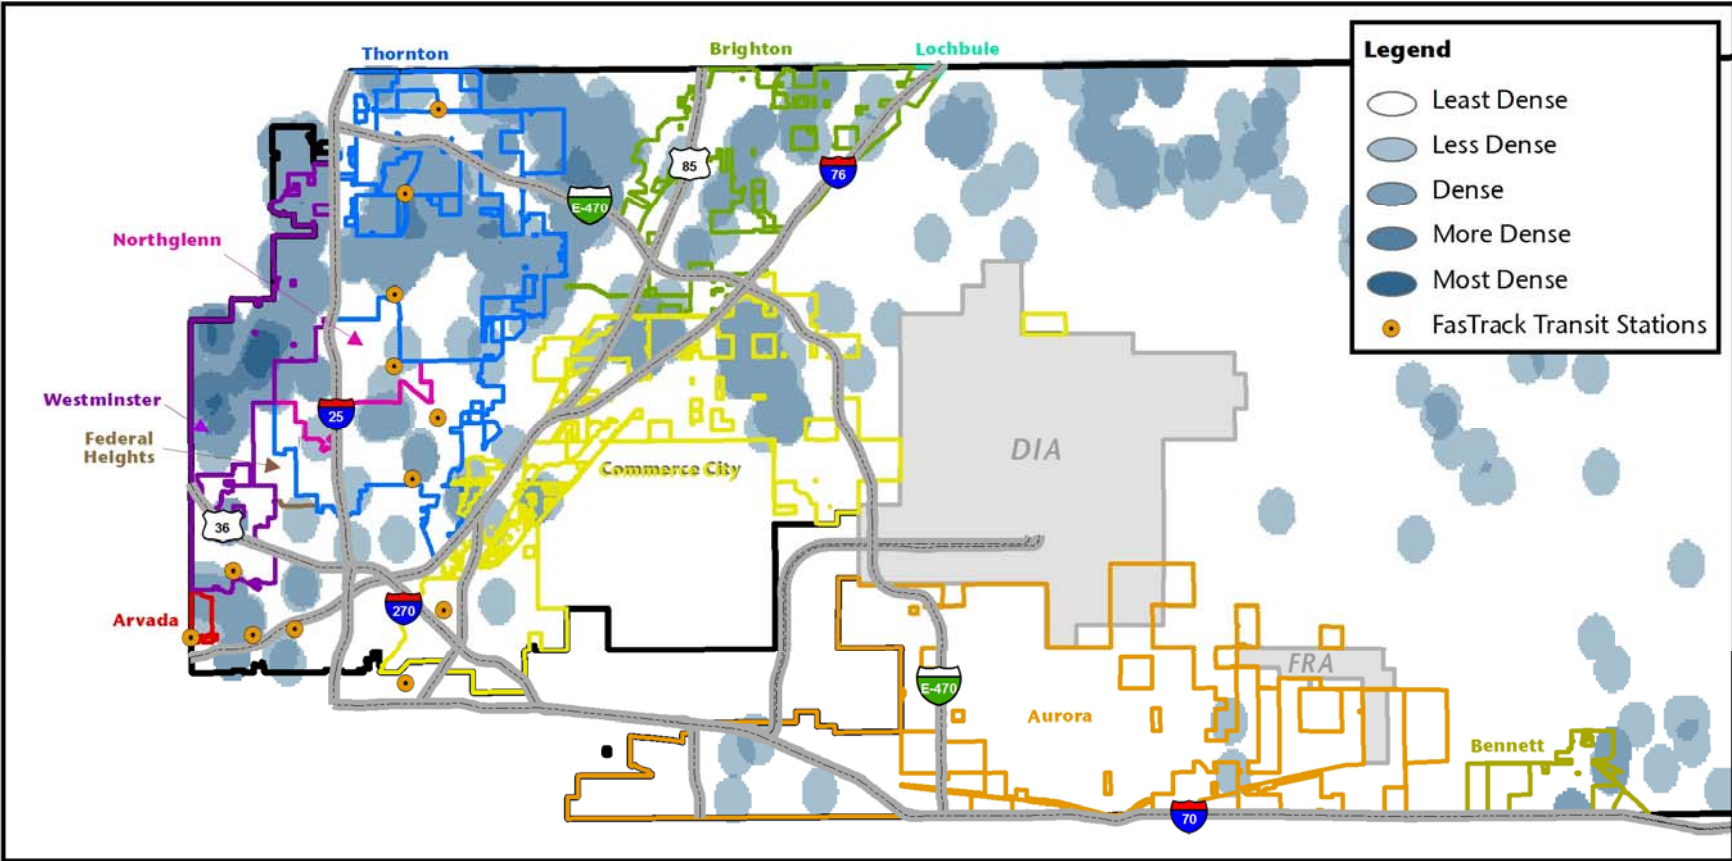 Thornton
Brighton
Lochbuie
Legend
Least Dense
Less Dense
Dense
More Dense
Most Dense
FasTrack Transit Stations
85
76
E-470
Northglenn
Westminster
25
Federal
Heights
DIA
Commerce City
36
270
Arvada
FRA
E-470
Aurora
Bennett
70